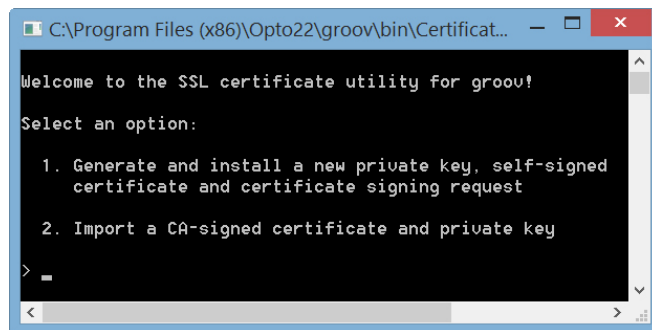 C:\Program Files (x86)\Opto22\groov\bin\Certificat...
Welcome to the SSL certificate utility for groov!
Select an option:
1. Generate and install a new private key, self-signed
certificate and certificate signing request
2. Import a CA-signed certificate and private key
> _